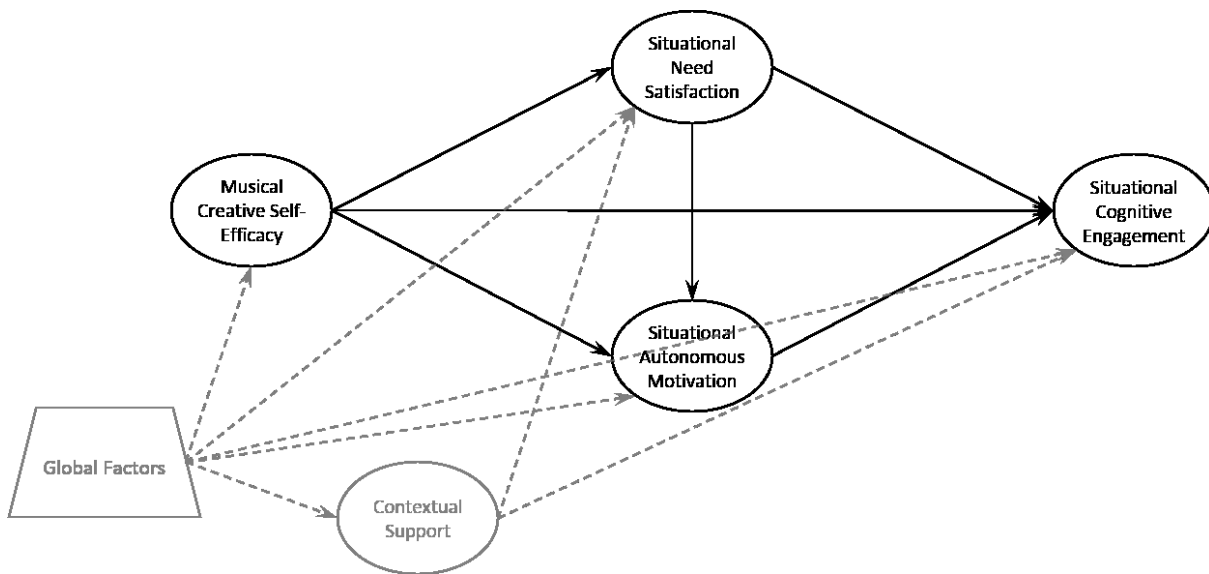 Situational
Need
Satisfaction
Musical
Creative Self-
Efficacy
Situational
Cognitive
Engagement
Situational
Autonomous
Motivation
Global Factors
Contextual
Support